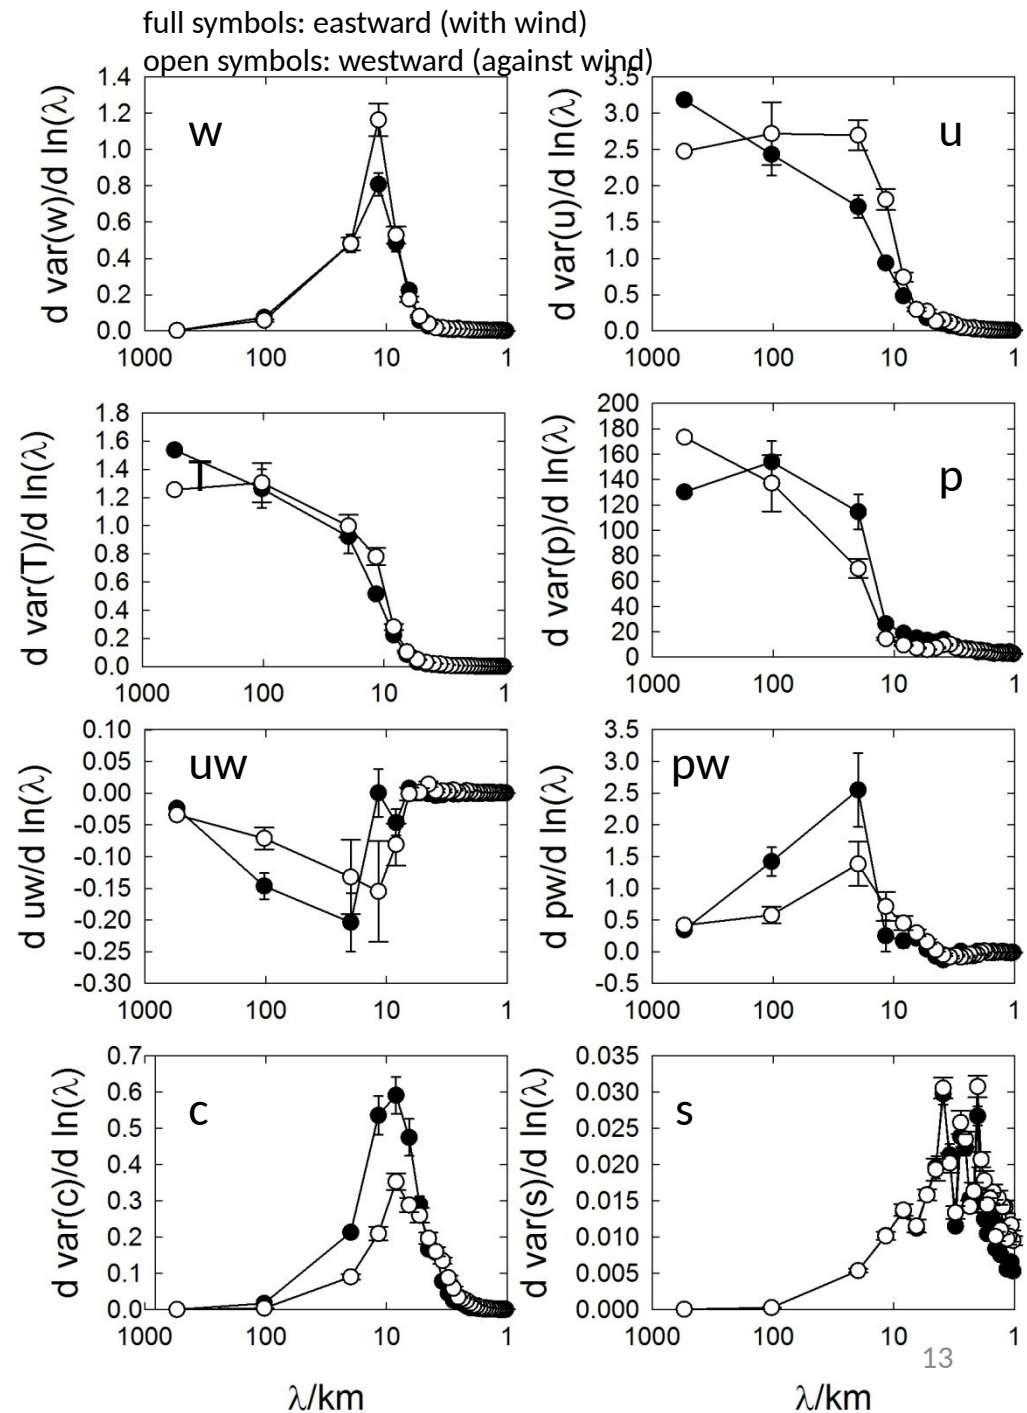 full symbols: eastward (with wind)
open symbols: westward (against wind)
1.4
1.2
1.0
0.8
0.6
0.4
0.2
0.0
d var(w)/d ln(λ)
w
1000 100 10 1
3.5
3.0
2.5
2.0
1.5
1.0
0.5
0.0
d var(u)/d ln(λ)
u
1000 100 10 1
1.8
1.6
1.4
1.2
1.0
0.8
0.6
0.4
0.2
0.0
d var(T)/d ln(λ)
T
1000 100 10 1
200
180
160
140
120
100
80
60
40
20
0
d var(p)/d ln(λ)
p
1000 100 10 1
0.10
0.05
0.00
-0.05
-0.10
-0.15
-0.20
-0.25
-0.30
d uw/d ln(λ)
uw
1000 100 10 1
3.5
3.0
2.5
2.0
1.5
1.0
0.5
0.0
-0.5
d pw/d ln(λ)
pw
1000 100 10 1
0.7
0.6
0.5
0.4
0.3
0.2
0.1
0.0
d var(c)/d ln(λ)
c
1000 100 10 1
λ/km
0.035
0.030
0.025
0.020
0.015
0.010
0.005
0.000
d var(s)/d ln(λ)
s
1000 100 10 1
13
λ/km